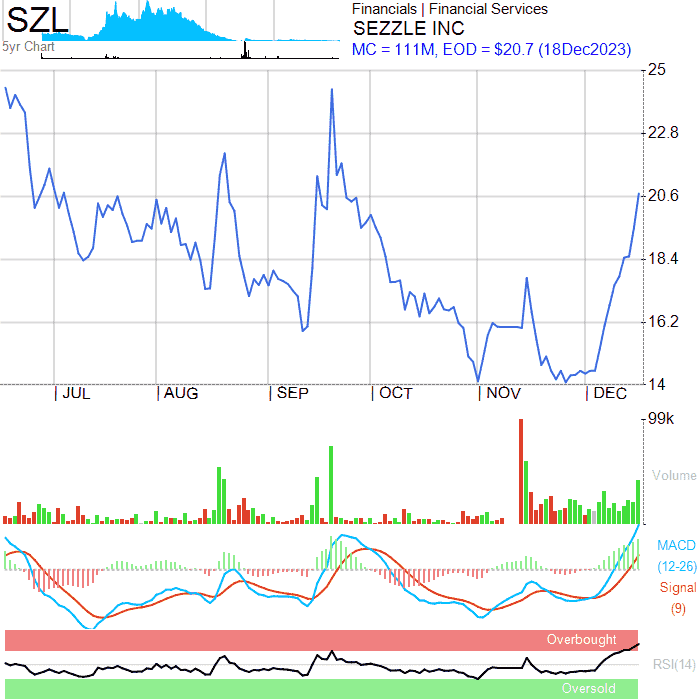 SZL
5yr Chart
Financials | Financial Services
SEZZLE INC
MC = 111M, EOD = $20.7 (18Dec2023)
25
22.8
20.6
18.4
16.2
14
JUL AUG SEP OCT NOV DEC
99k
Volume
MACD
(12-26)
Signal
(9)
Overbought
RSI(14)
Oversold